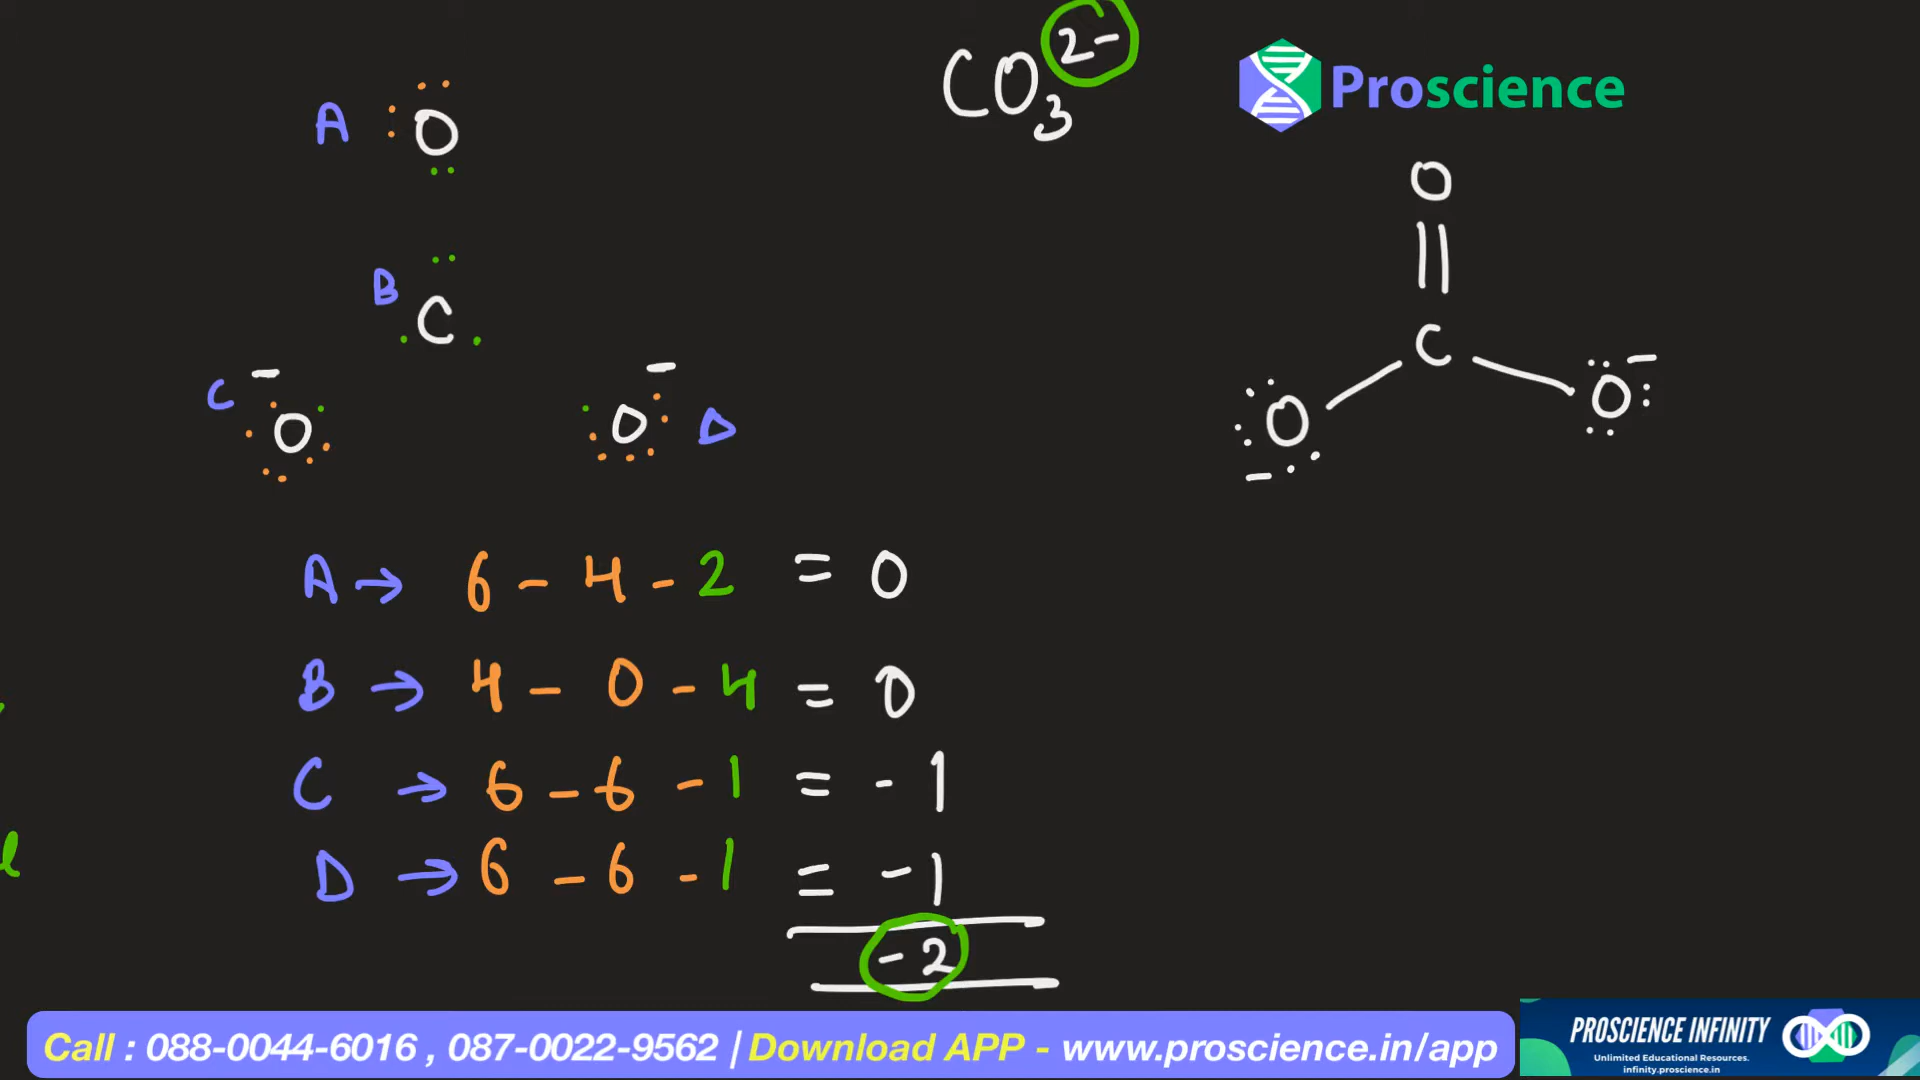 CO₃²⁻
Proscience
A O
B C
C O⁻
O⁻ D
O
C
O⁻
O⁻
A → 6 - 4 - 2 = 0
B → 4 - 0 - 4 = 0
C → 6 - 6 - 1 = -1
D → 6 - 6 - 1 = -1
-2
Call : 088-0044-6016 , 087-0022-9562 | Download APP - www.proscience.in/app
PROSCIENCE INFINITY
Unlimited Educational Resources.
infinity.proscience.in